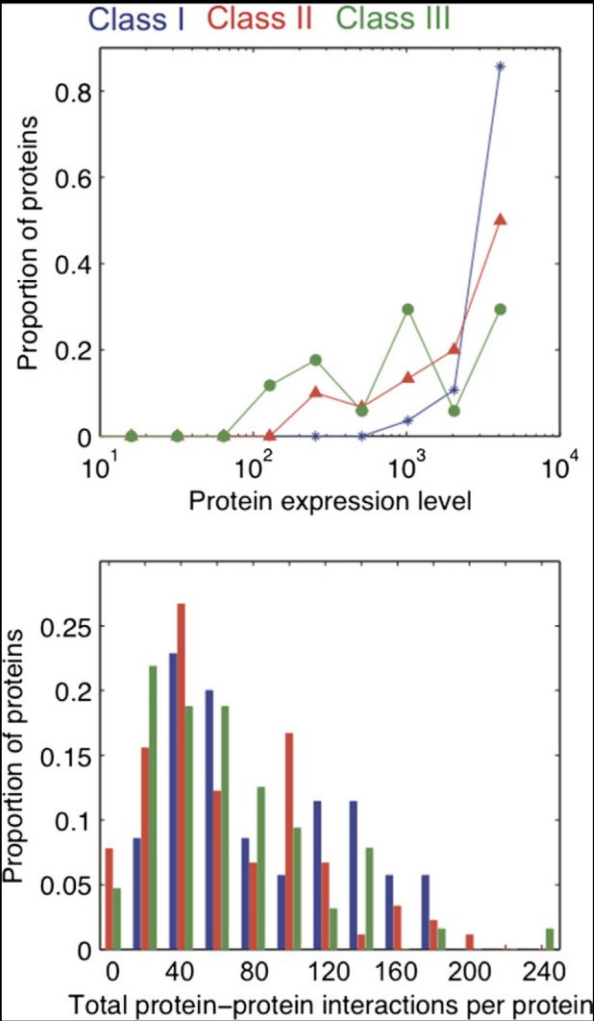 Class I Class II Class III
Proportion of proteins
0.8
0.6
0.4
0.2
0
10^1 10^2 10^3 10^4
Protein expression level
Proportion of proteins
0.25
0.2
0.15
0.1
0.05
0
0 40 80 120 160 200 240
Total protein–protein interactions per protein